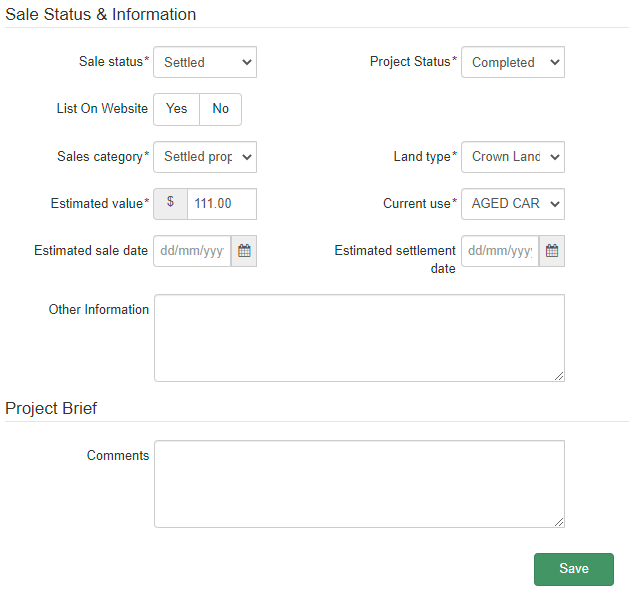 Sale Status & Information
Sale status* Settled Project Status* Completed
List On Website Yes No
Sales category* Settled prop Land type* Crown Land
Estimated value* $ 111.00 Current use* AGED CAR
Estimated sale date dd/mm/yyy Estimated settlement date dd/mm/yyy
Other Information
Project Brief
Comments
Save